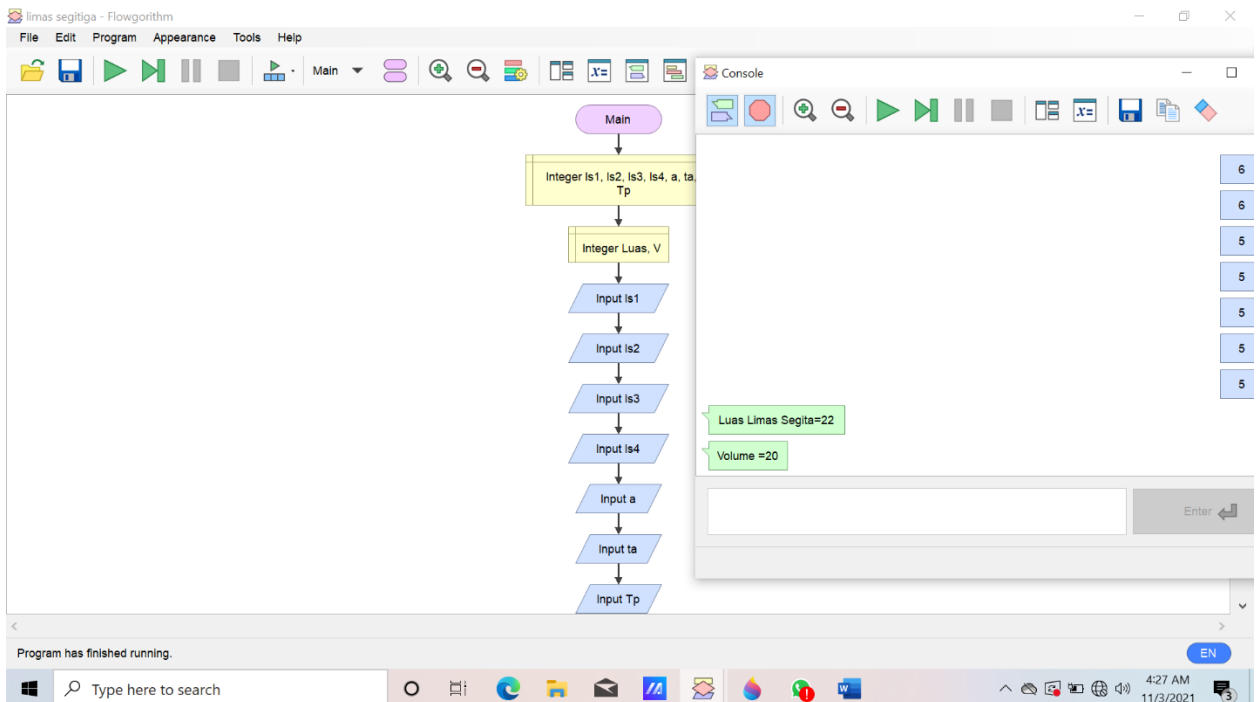 limas segitiga - Flowgorithm
File Edit Program Appearance Tools Help
Main
Console
Main
Integer ls1, ls2, ls3, ls4, a, ta,
Tp
Integer Luas, V
Input ls1
Input ls2
Input ls3
Input ls4
Input a
Input ta
Input Tp
6
6
5
5
5
5
5
Luas Limas Segita=22
Volume =20
Enter
Program has finished running.
EN
Type here to search
4:27 AM
11/3/2021
3